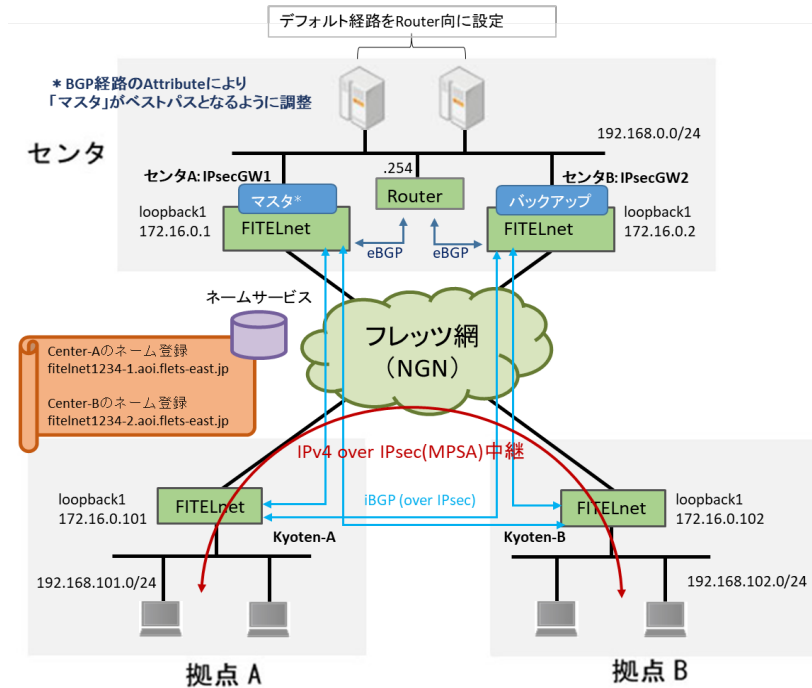 デフォルト経路をRouter向に設定
* BGP経路のAttributeにより
「マスタ」がベストパスとなるように調整
センタ
192.168.0.0/24
.254
センタA: IPsecGW1
センタB: IPsecGW2
マスタ*
Router
バックアップ
loopback1
172.16.0.1
FITELnet
FITELnet
loopback1
172.16.0.2
eBGP
eBGP
ネームサービス
フレッツ網
(NGN)
Center-Aのネーム登録
fitelnet1234-1.aoi.flets-east.jp
Center-Bのネーム登録
fitelnet1234-2.aoi.flets-east.jp
IPv4 over IPsec(MPSA)中継
loopback1
172.16.0.101
FITELnet
iBGP (over IPsec)
FITELnet
loopback1
172.16.0.102
Kyoten-A
Kyoten-B
192.168.101.0/24
192.168.102.0/24
拠点 A
拠点 B